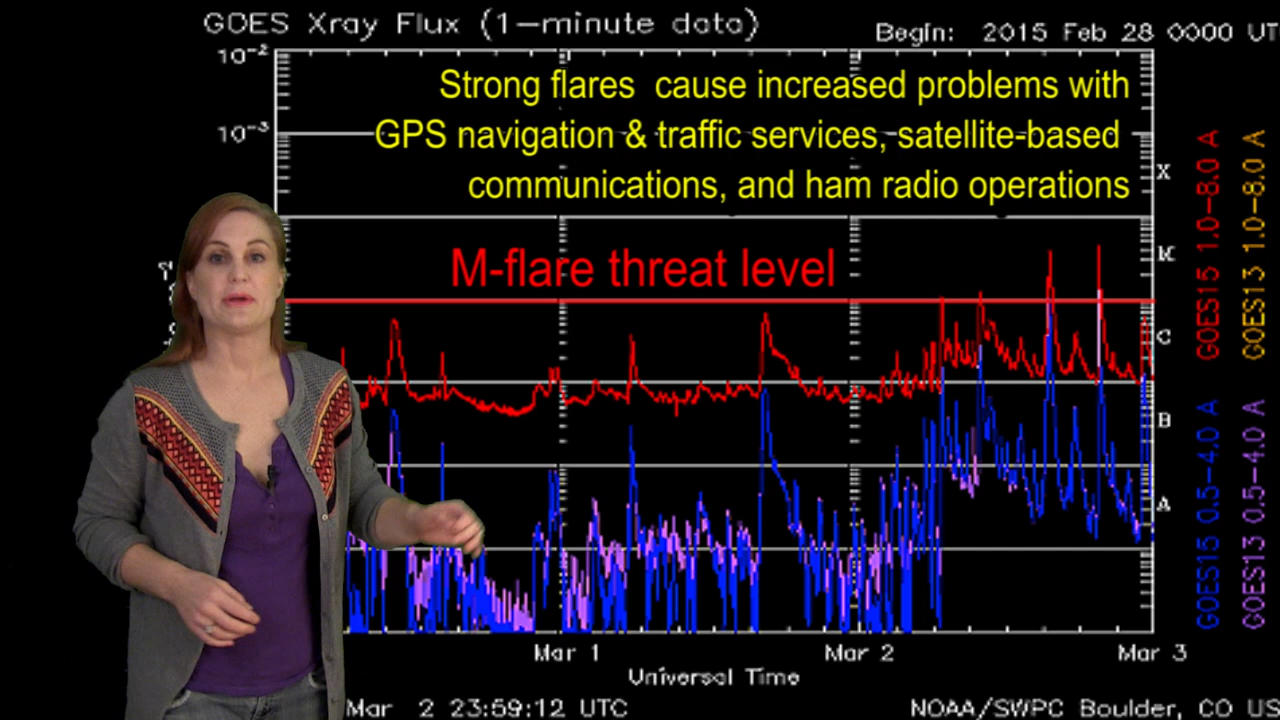 GOES Xray Flux (1-minute data)
Begin: 2015 Feb 28 0000 UT
10-2
10-3
Strong flares cause increased problems with
GPS navigation & traffic services, satellite-based
communications, and ham radio operations
M-flare threat level
X
M
C
B
A
GOES15 1.0-8.0 A
GOES13 1.0-8.0 A
GOES15 0.5-4.0 A
GOES13 0.5-4.0 A
Mar 1
Mar 2
Mar 3
Universal Time
Mar 2 23:59:12 UTC
NOAA/SWPC Boulder, CO US